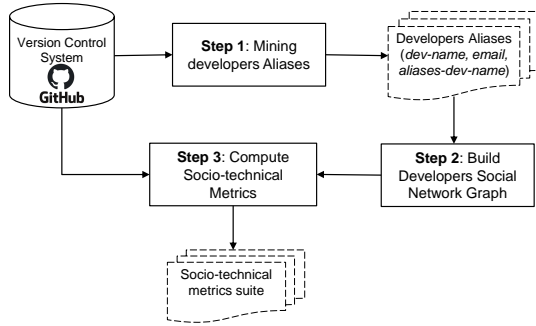 Version Control
System
GitHub
Step 1: Mining
developers Aliases
Developers Aliases
(dev-name, email,
aliases-dev-name)
Step 3: Compute
Socio-technical
Metrics
Step 2: Build
Developers Social
Network Graph
Socio-technical
metrics suite